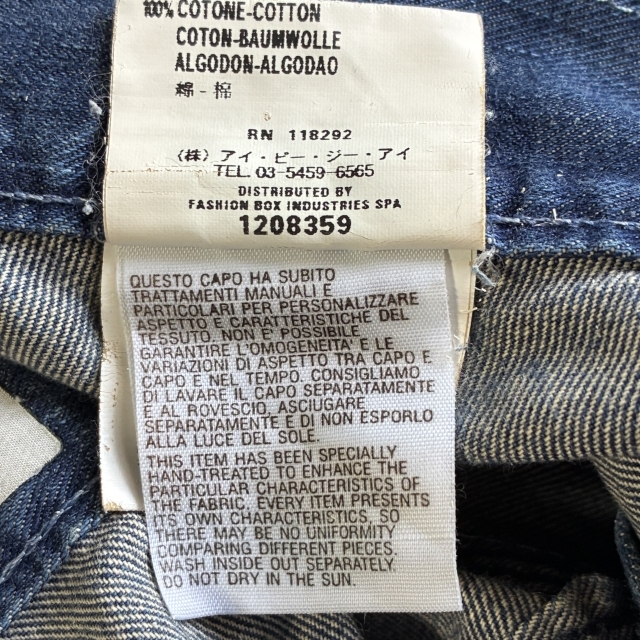 100% COTONE-COTTON
COTON-BAUMWOLLE
ALGODON-ALGODAO
綿 - 棉
RN 118292
(株) アイ・ピー・ジー・アイ
TEL. 03-5459-6565
DISTRIBUTED BY
FASHION BOX INDUSTRIES SPA
1208359
QUESTO CAPO HA SUBITO
TRATTAMENTI MANUALI E
PARTICOLARI PER PERSONALIZZARE
ASPETTO E CARATTERISTICHE DEL
TESSUTO. NON E POSSIBILE
GARANTIRE L'OMOGENEITA' E LE
VARIAZIONI DI ASPETTO TRA CAPO E
CAPO E NEL TEMPO. CONSIGLIAMO
DI LAVARE IL CAPO SEPARATAMENTE
E AL ROVESCIO, ASCIUGARE
SEPARATAMENTE E DI NON ESPORLO
ALLA LUCE DEL SOLE.
THIS ITEM HAS BEEN SPECIALLY
HAND-TREATED TO ENHANCE THE
PARTICULAR CHARACTERISTICS OF
THE FABRIC. EVERY ITEM PRESENTS
ITS OWN CHARACTERISTICS, SO
THERE MAY BE NO UNIFORMITY
COMPARING DIFFERENT PIECES.
WASH INSIDE OUT SEPARATELY.
DO NOT DRY IN THE SUN.